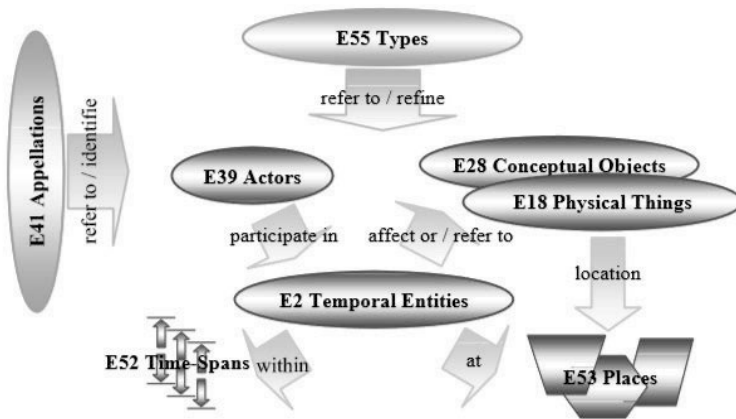 E55 Types
refer to / refine
E41 Appellations
refer to / identifie
E39 Actors
E28 Conceptual Objects
E18 Physical Things
participate in
affect or / refer to
location
E2 Temporal Entities
E52 Time-Spans
within
at
E53 Places